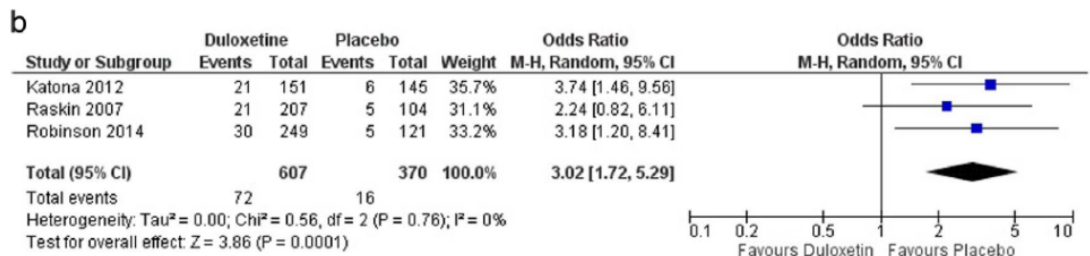 b
Duloxetine Placebo Odds Ratio Odds Ratio
Study or Subgroup Events Total Events Total Weight M-H, Random, 95% CI M-H, Random, 95% CI
Katona 2012 21 151 6 145 35.7% 3.74 [1.46, 9.56]
Raskin 2007 21 207 5 104 31.1% 2.24 [0.82, 6.11]
Robinson 2014 30 249 5 121 33.2% 3.18 [1.20, 8.41]
Total (95% CI) 607 370 100.0% 3.02 [1.72, 5.29]
Total events 72 16
Heterogeneity: Tau² = 0.00; Chi² = 0.56, df = 2 (P = 0.76); I² = 0%
Test for overall effect: Z = 3.86 (P = 0.0001)
0.1 0.2 0.5 1 2 5 10
Favours Duloxetin Favours Placebo